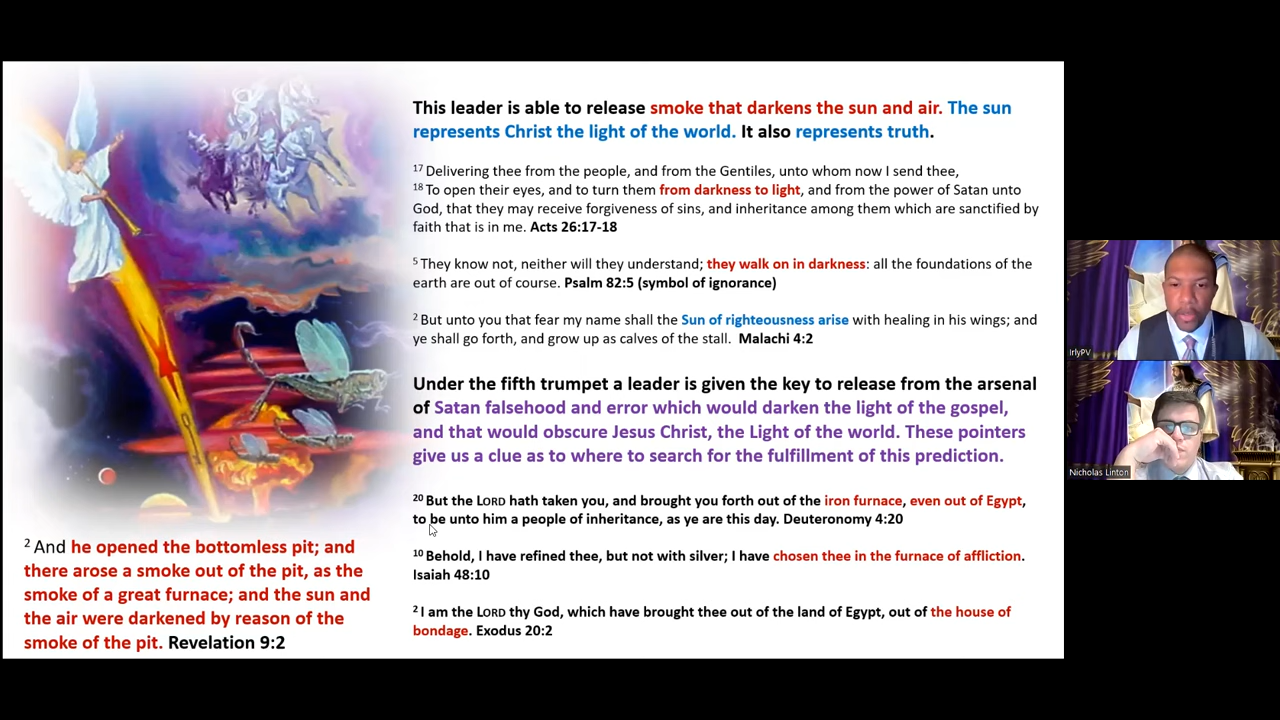 This leader is able to release smoke that darkens the sun and air. The sun
represents Christ the light of the world. It also represents truth.
17 Delivering thee from the people, and from the Gentiles, unto whom now I send thee,
18 To open their eyes, and to turn them from darkness to light, and from the power of Satan unto
God, that they may receive forgiveness of sins, and inheritance among them which are sanctified by
faith that is in me. Acts 26:17-18
5 They know not, neither will they understand; they walk on in darkness: all the foundations of the
earth are out of course. Psalm 82:5 (symbol of ignorance)
2 But unto you that fear my name shall the Sun of righteousness arise with healing in his wings; and
ye shall go forth, and grow up as calves of the stall. Malachi 4:2
Under the fifth trumpet a leader is given the key to release from the arsenal
of Satan falsehood and error which would darken the light of the gospel,
and that would obscure Jesus Christ, the Light of the world. These pointers
give us a clue as to where to search for the fulfillment of this prediction.
20 But the LORD hath taken you, and brought you forth out of the iron furnace, even out of Egypt,
to be unto him a people of inheritance, as ye are this day. Deuteronomy 4:20
10 Behold, I have refined thee, but not with silver; I have chosen thee in the furnace of affliction.
Isaiah 48:10
2 I am the LORD thy God, which have brought thee out of the land of Egypt, out of the house of
bondage. Exodus 20:2
2 And he opened the bottomless pit; and
there arose a smoke out of the pit, as the
smoke of a great furnace; and the sun and
the air were darkened by reason of the
smoke of the pit. Revelation 9:2
IrlyPV
Nicholas Linton